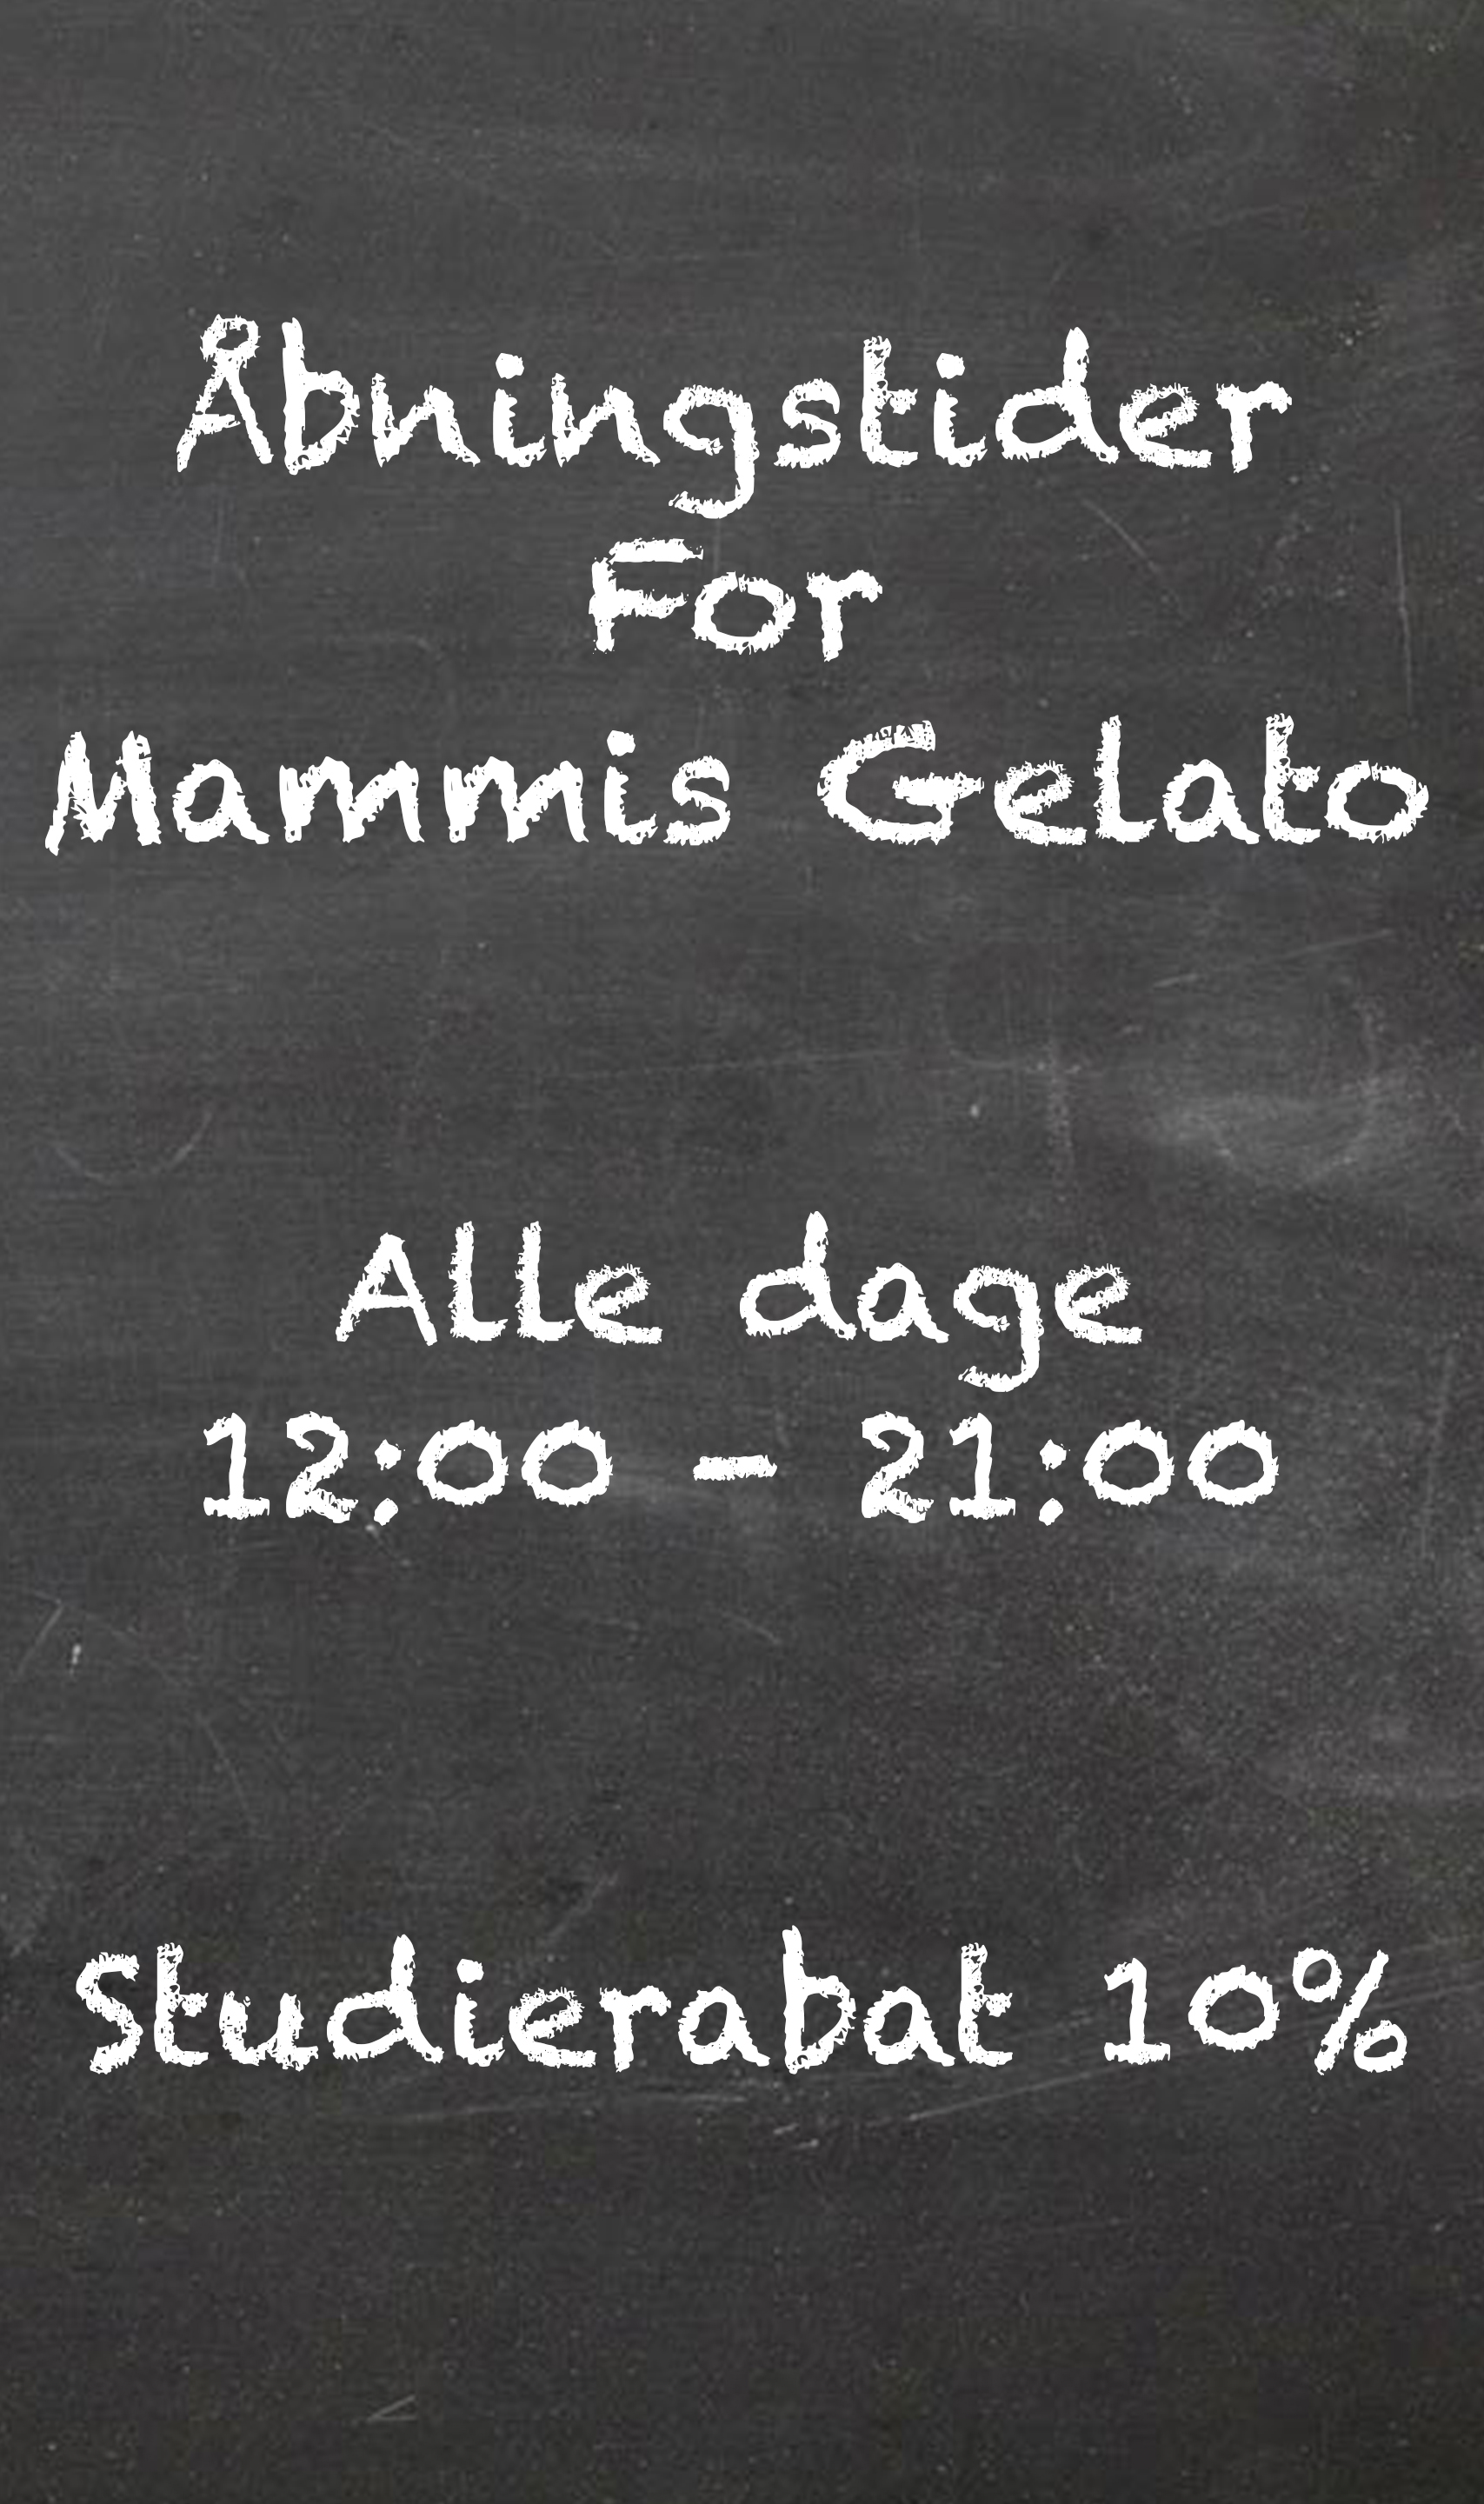 Åbningstider
For
Mammis Gelato
Alle dage
12:00 - 21:00
Studierabat 10%